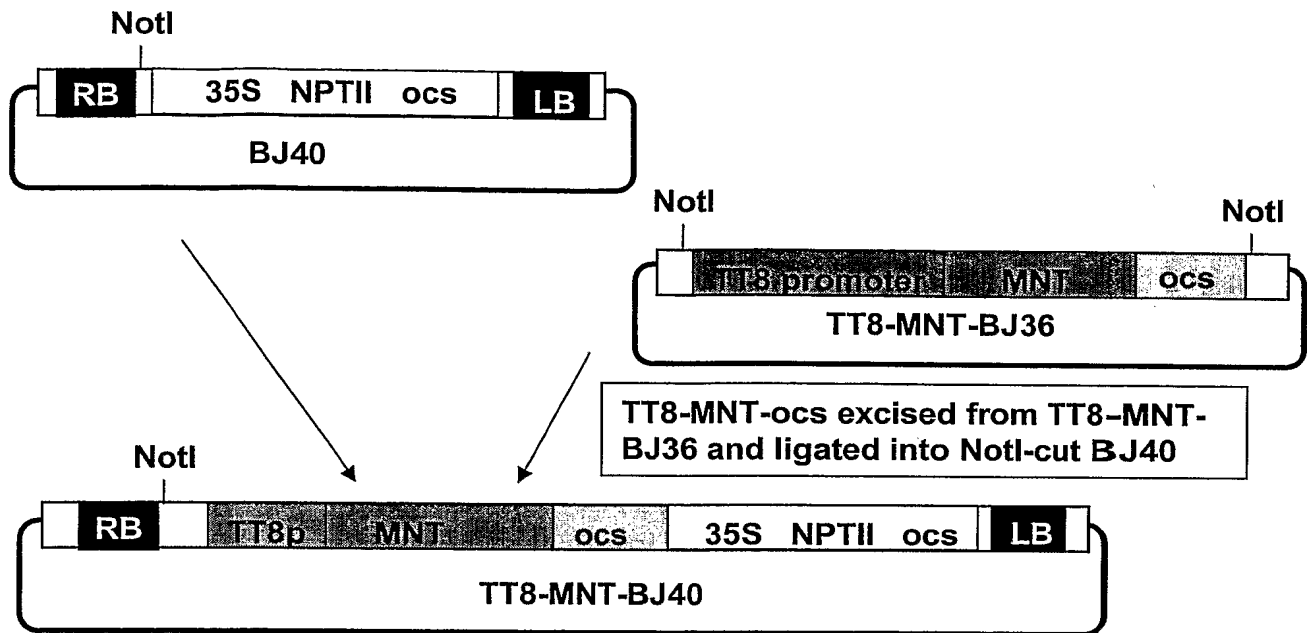 NotI
RB 35S NPTII ocs LB
BJ40
NotI NotI
TT8 promoter MNT ocs
TT8-MNT-BJ36
TT8-MNT-ocs excised from TT8-MNT-
BJ36 and ligated into NotI-cut BJ40
NotI
RB TT8p MNT ocs 35S NPTII ocs LB
TT8-MNT-BJ40